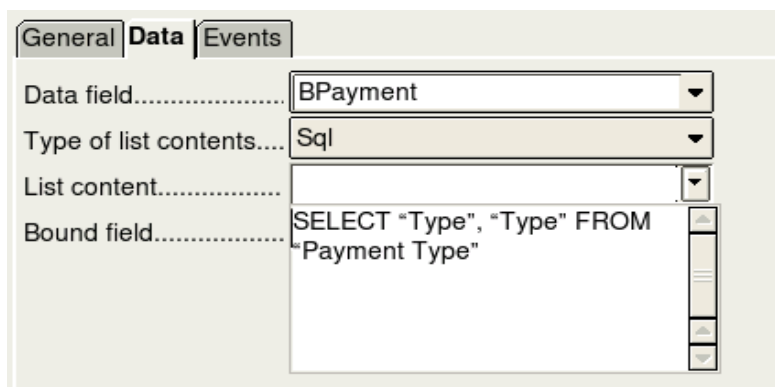 General Data Events
Data field...................... BPayment
Type of list contents.... Sql
List content.................
Bound field................... SELECT “Type”, “Type” FROM
“Payment Type"